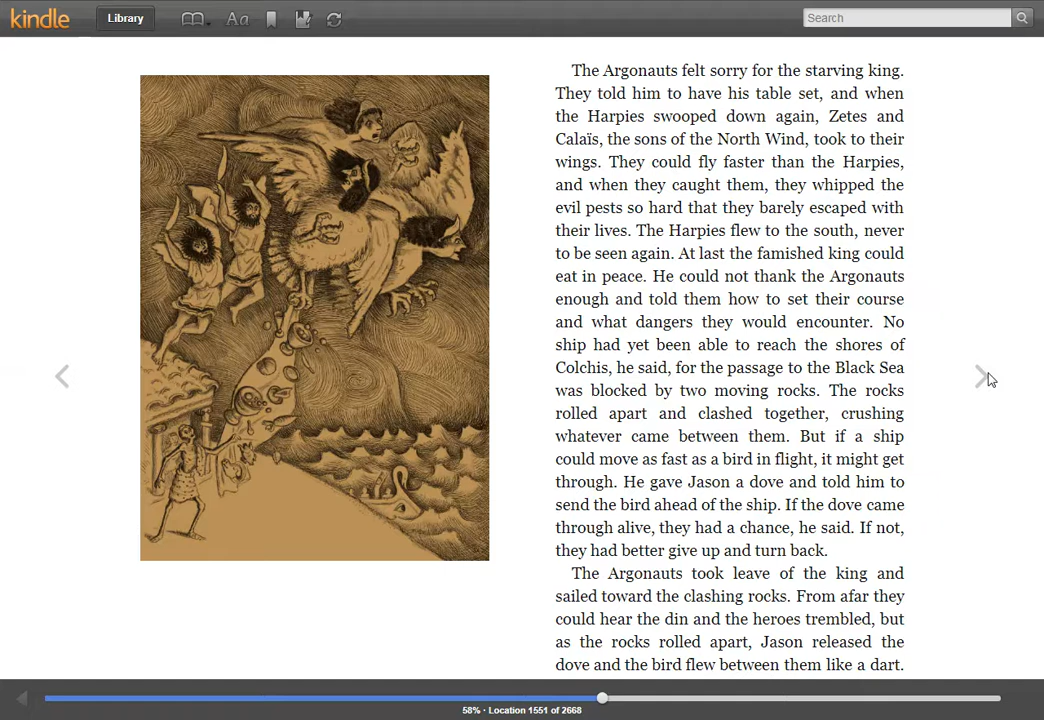 kindle
Library
Aa
Search
The Argonauts felt sorry for the starving king.
They told him to have his table set, and when
the Harpies swooped down again, Zetes and
Calaïs, the sons of the North Wind, took to their
wings. They could fly faster than the Harpies,
and when they caught them, they whipped the
evil pests so hard that they barely escaped with
their lives. The Harpies flew to the south, never
to be seen again. At last the famished king could
eat in peace. He could not thank the Argonauts
enough and told them how to set their course
and what dangers they would encounter. No
ship had yet been able to reach the shores of
Colchis, he said, for the passage to the Black Sea
was blocked by two moving rocks. The rocks
rolled apart and clashed together, crushing
whatever came between them. But if a ship
could move as fast as a bird in flight, it might get
through. He gave Jason a dove and told him to
send the bird ahead of the ship. If the dove came
through alive, they had a chance, he said. If not,
they had better give up and turn back.
The Argonauts took leave of the king and
sailed toward the clashing rocks. From afar they
could hear the din and the heroes trembled, but
as the rocks rolled apart, Jason released the
dove and the bird flew between them like a dart.
58% · Location 1551 of 2668